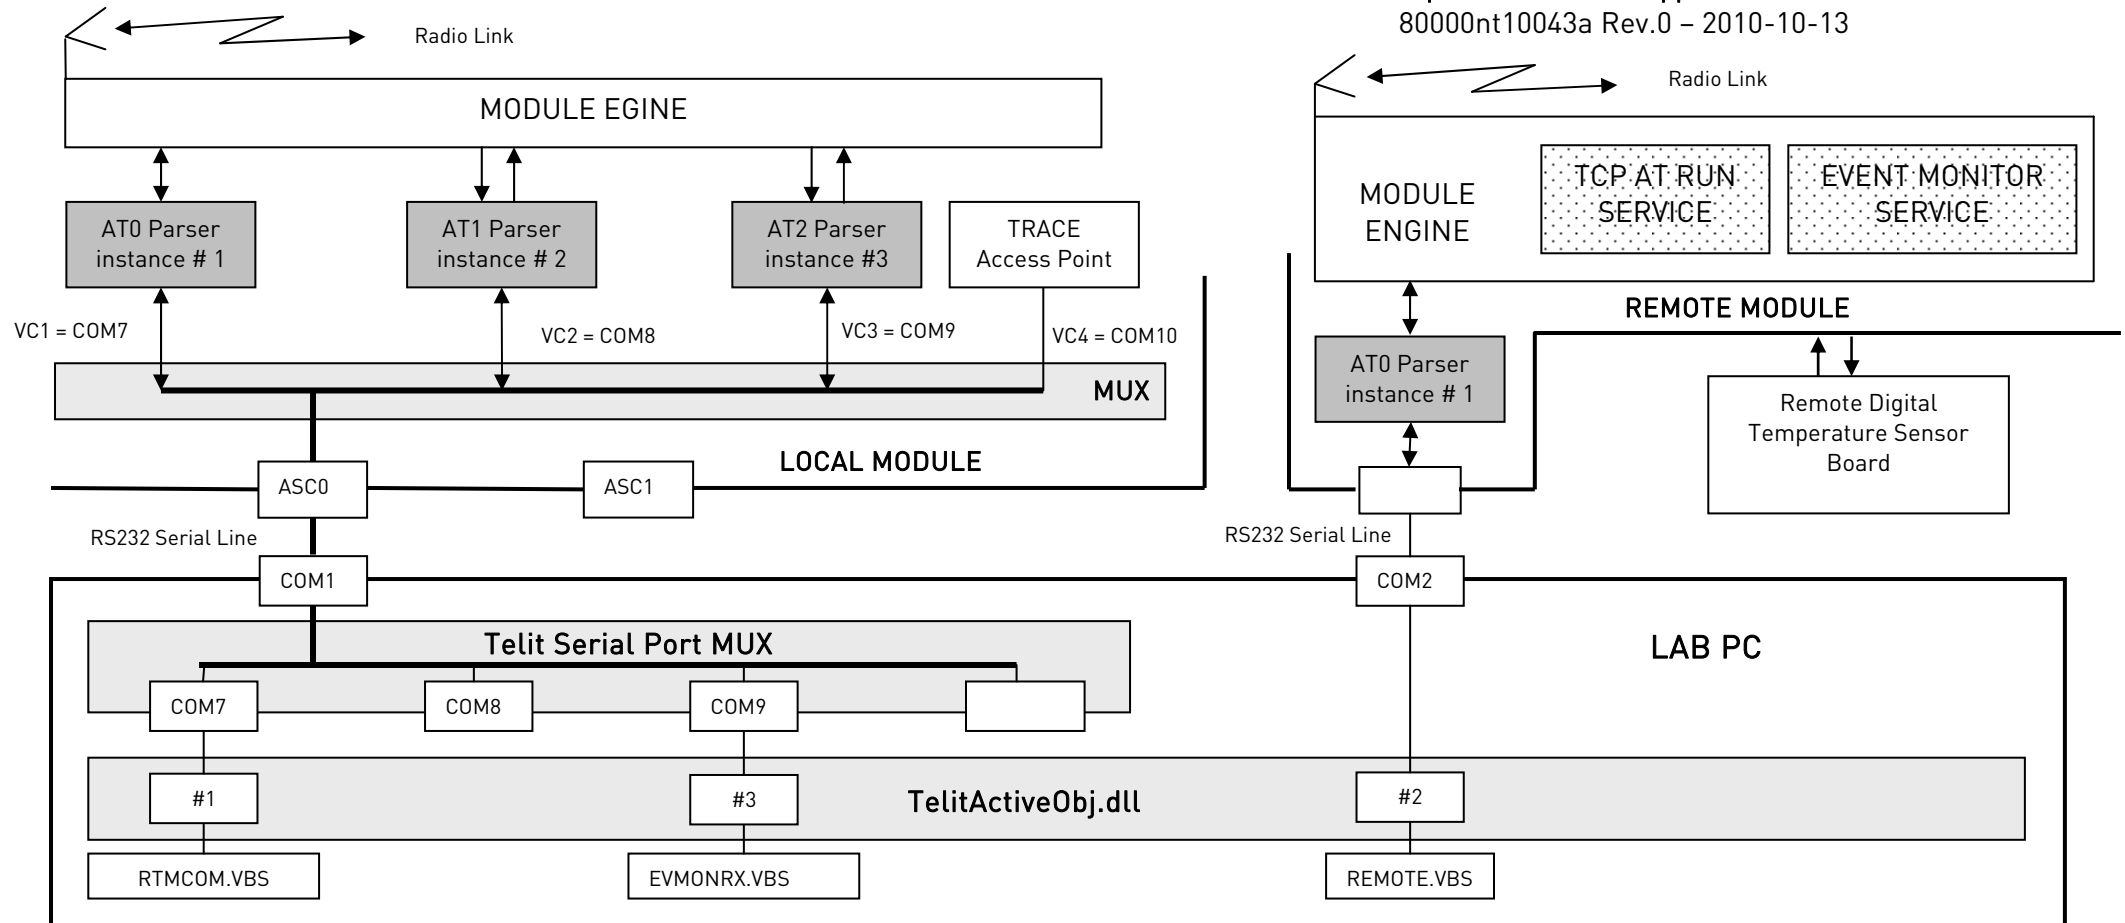 80000nt10043a Rev.0 – 2010-10-13
Radio Link
Radio Link
MODULE EGINE
MODULE
ENGINE
TCP AT RUN
SERVICE
EVENT MONITOR
SERVICE
AT0 Parser
instance # 1
AT1 Parser
instance # 2
AT2 Parser
instance #3
TRACE
Access Point
REMOTE MODULE
VC1 = COM7
VC2 = COM8
VC3 = COM9
VC4 = COM10
AT0 Parser
instance # 1
MUX
Remote Digital
Temperature Sensor
Board
LOCAL MODULE
ASC0
ASC1
RS232 Serial Line
RS232 Serial Line
COM1
COM2
Telit Serial Port MUX
LAB PC
COM7
COM8
COM9
#1
#3
TelitActiveObj.dll
#2
RTMCOM.VBS
EVMONRX.VBS
REMOTE.VBS